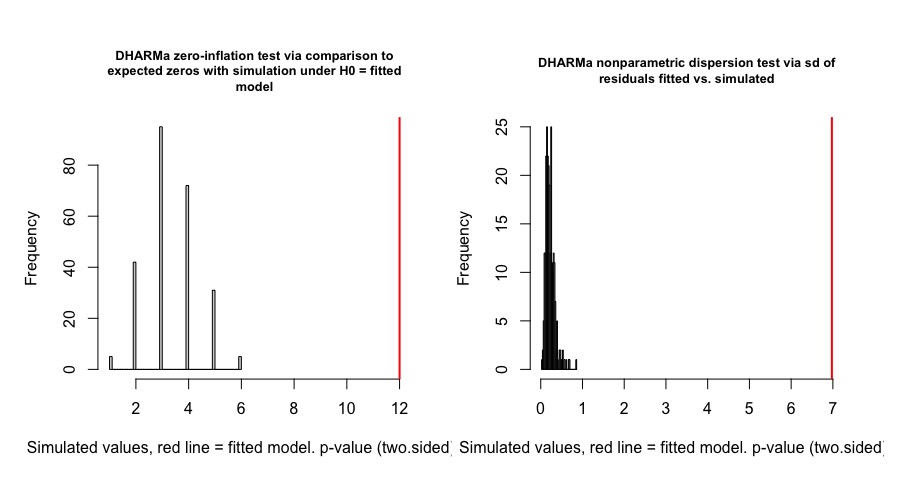 DHARMa zero-inflation test via comparison to
expected zeros with simulation under H0 = fitted
model
Frequency
0
20
40
60
80
2
4
6
8
10
12
Simulated values, red line = fitted model. p-value (two.sided)
DHARMa nonparametric dispersion test via sd of
residuals fitted vs. simulated
Frequency
0
5
10
15
20
25
0
1
2
3
4
5
6
7
Simulated values, red line = fitted model. p-value (two.sided)